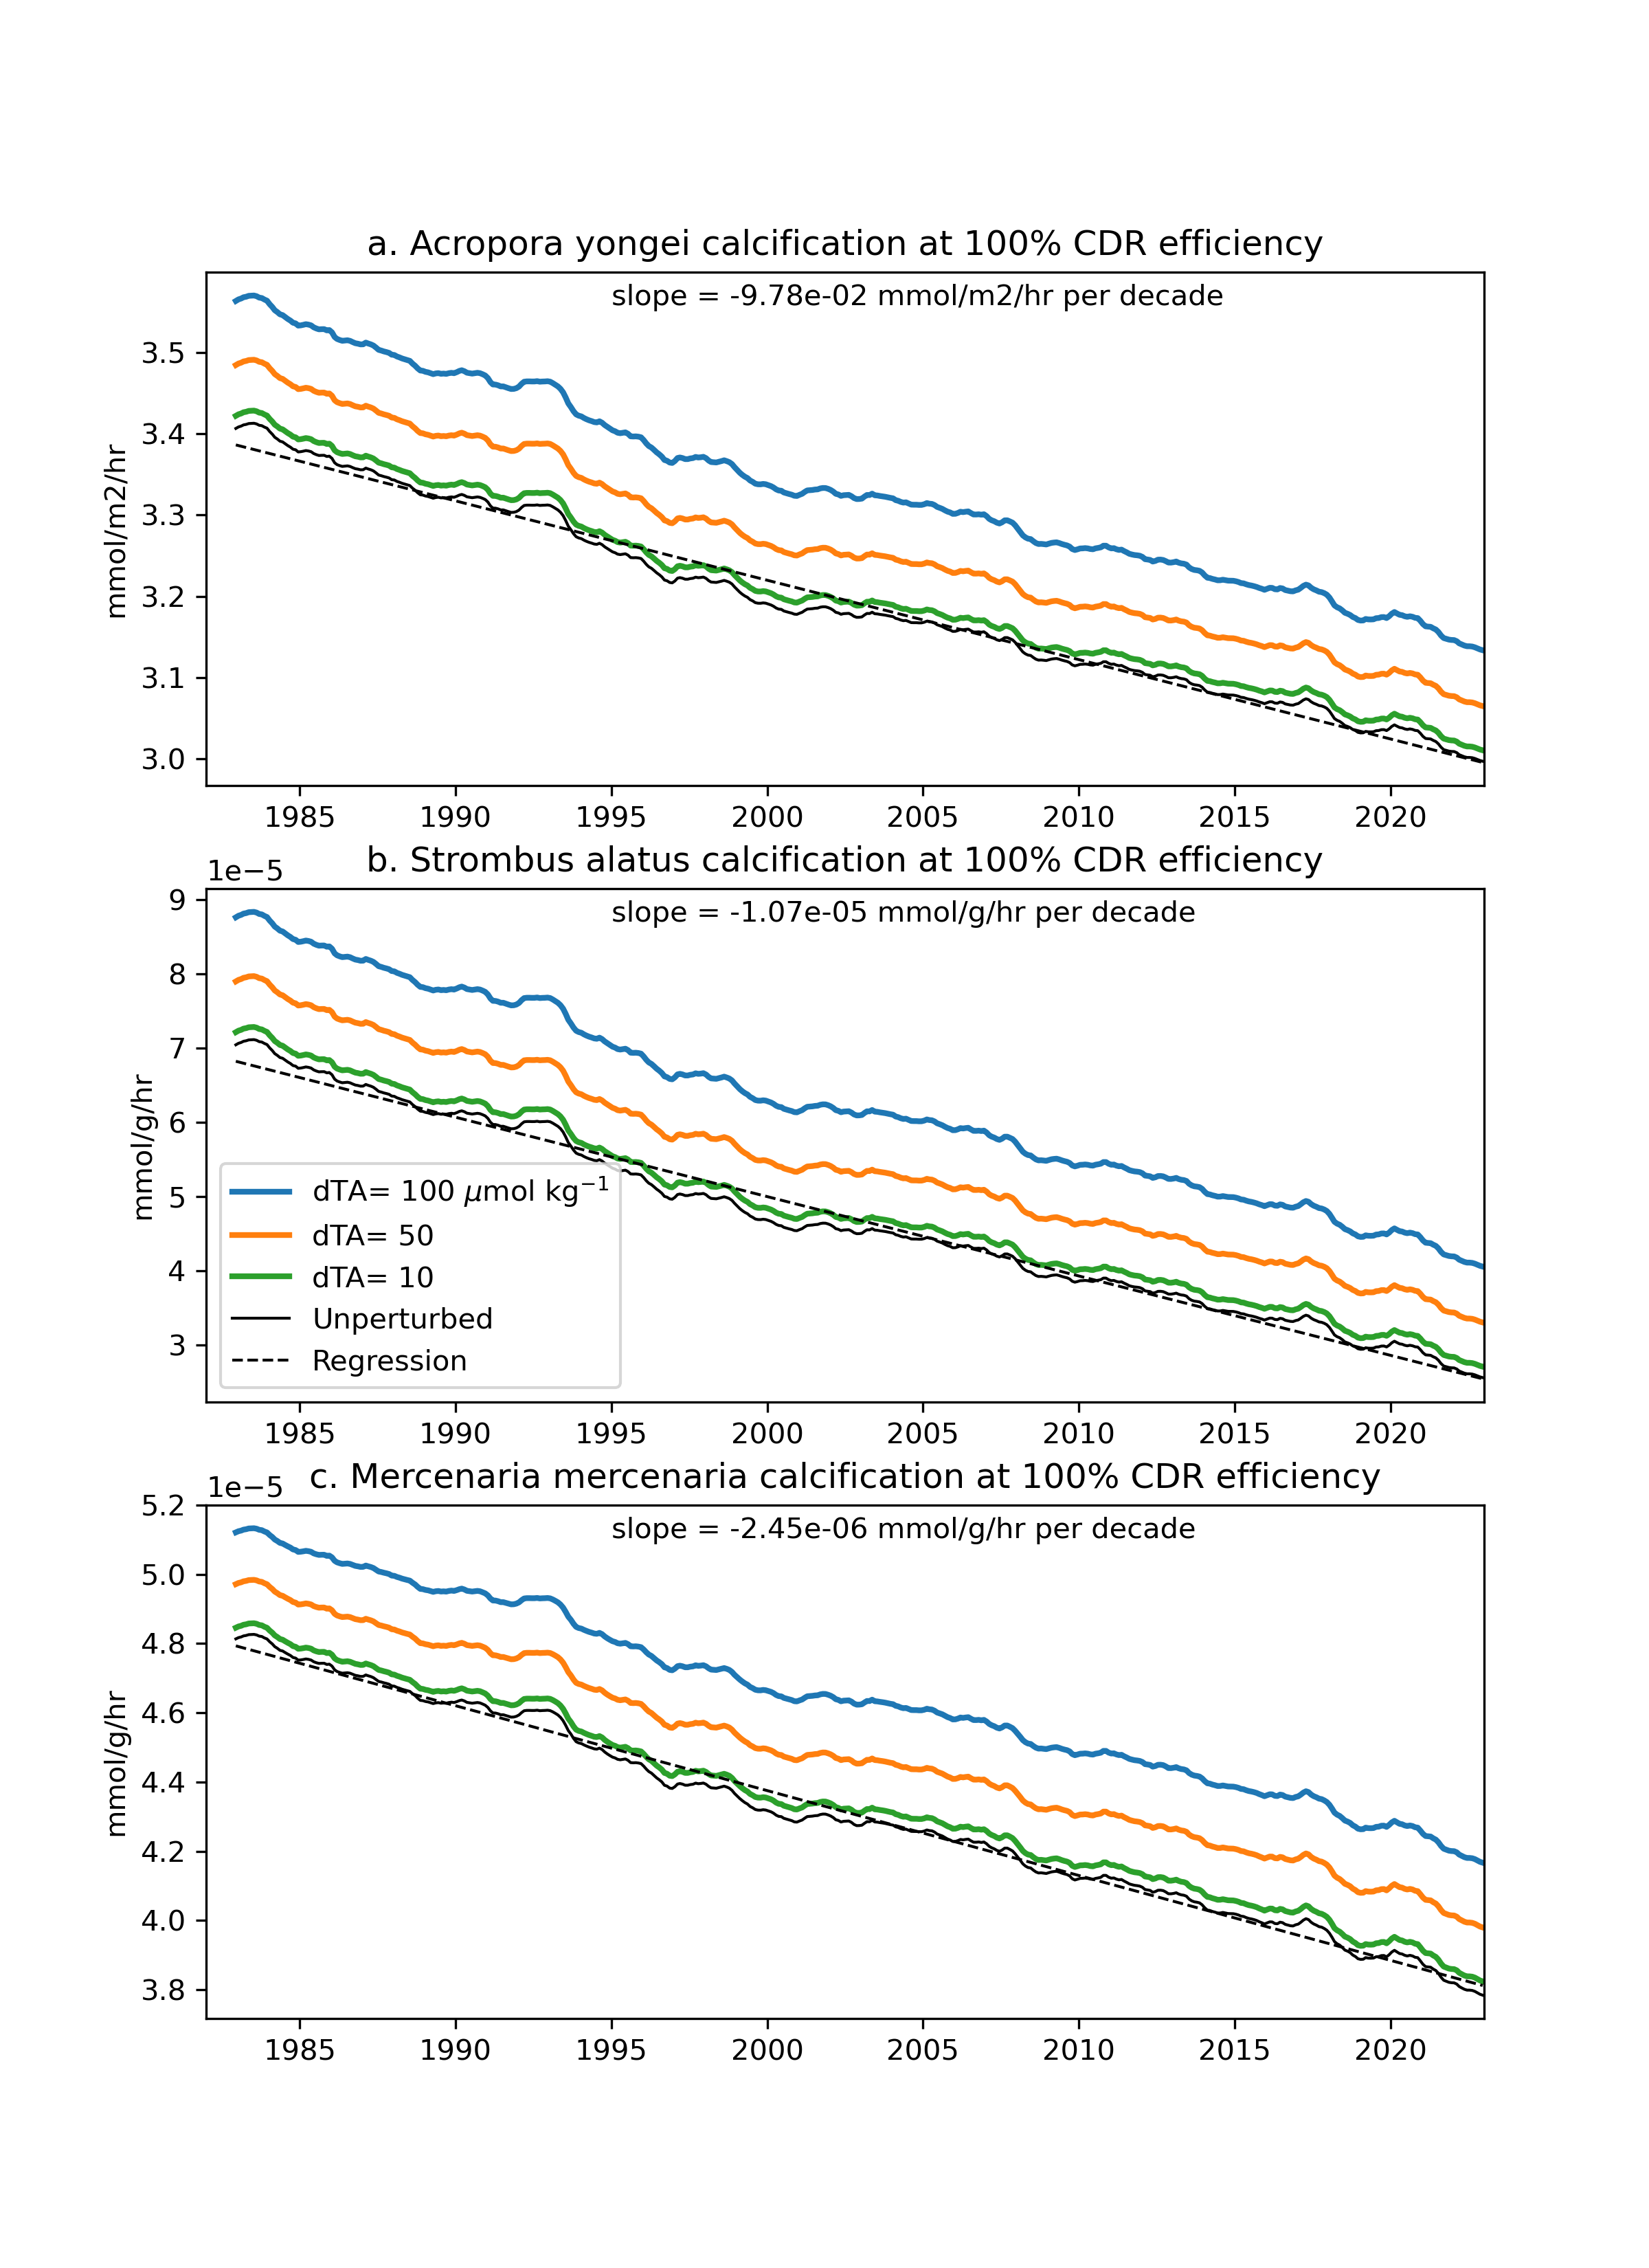 a. Acropora yongei calcification at 100% CDR efficiency
slope = -9.78e-02 mmol/m2/hr per decade
mmol/m2/hr
3.5
3.4
3.3
3.2
3.1
3.0
1985 1990 1995 2000 2005 2010 2015 2020
b. Strombus alatus calcification at 100% CDR efficiency
1e−5
slope = -1.07e-05 mmol/g/hr per decade
mmol/g/hr
9
8
7
6
5
4
3
dTA= 100 μmol kg⁻¹
dTA= 50
dTA= 10
Unperturbed
Regression
1985 1990 1995 2000 2005 2010 2015 2020
c. Mercenaria mercenaria calcification at 100% CDR efficiency
1e−5
slope = -2.45e-06 mmol/g/hr per decade
mmol/g/hr
5.2
5.0
4.8
4.6
4.4
4.2
4.0
3.8
1985 1990 1995 2000 2005 2010 2015 2020